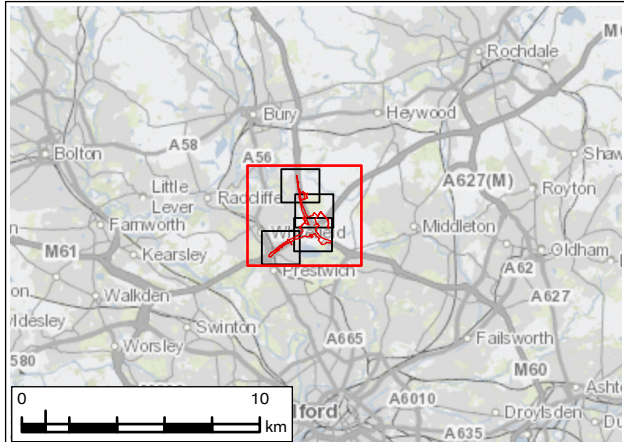 Rochdale
M6
Bury
Heywood
A58
Bolton
A56
Shaw
A627(M)
Little
Lever
Radcliffe
Royton
Farnworth
Whitefield
Middleton
M61
Kearsley
Oldham
Prestwich
A62
Walkden
A627
Swinton
A665
Failsworth
Worsley
580
M60
0 10
km
A6010
Droylsden
A635